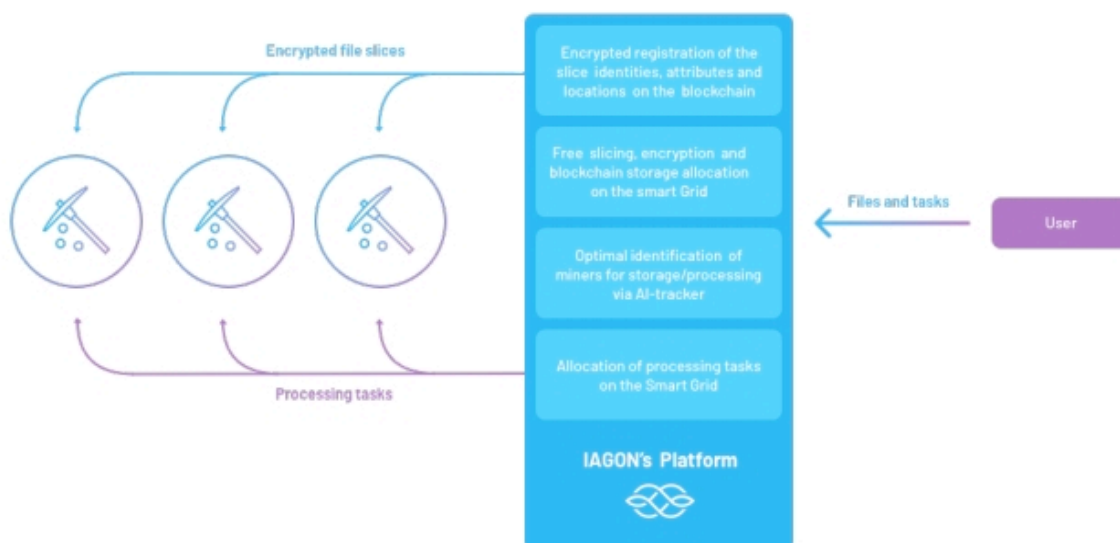 Encrypted file slices
Encrypted registration of the
slice identities, attributes and
locations on the blockchain
Free slicing, encryption and
blockchain storage allocation
on the smart Grid
Files and tasks
User
Optimal identification of
miners for storage/processing
via AI-tracker
Allocation of processing tasks
on the Smart Grid
Processing tasks
IAGON's Platform